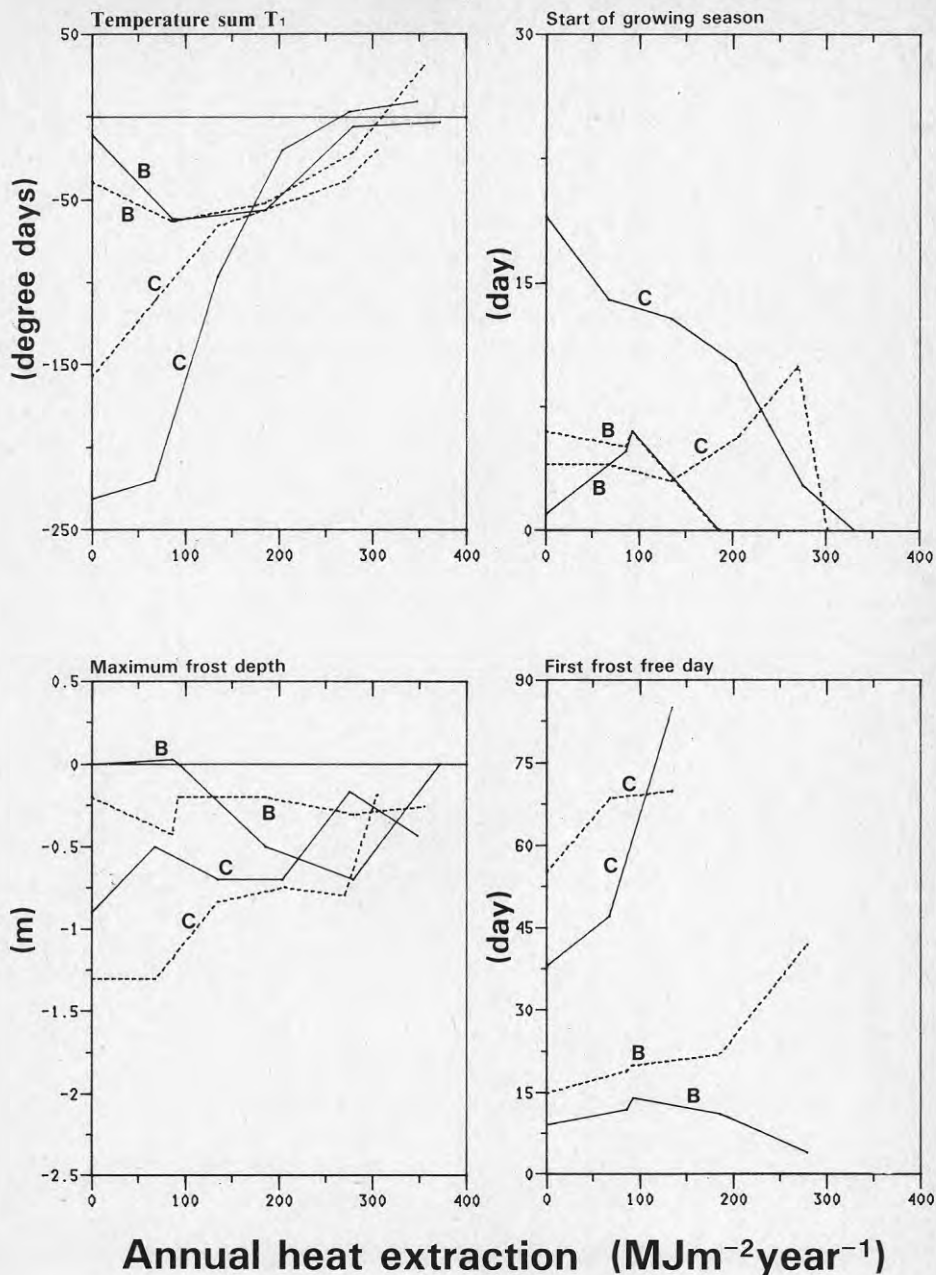 Temperature sum T₁
50
-50
-150
-250
(degree days)
B
B
C
C
0 100 200 300 400
Start of growing season
30
15
0
(day)
C
B
C
B
0 100 200 300 400
Maximum frost depth
0.5
0
-0.5
-1
-1.5
-2
-2.5
(m)
B
B
C
C
0 100 200 300 400
First frost free day
90
75
60
45
30
15
0
(day)
C
C
B
B
0 100 200 300 400
Annual heat extraction (MJm⁻²year⁻¹)